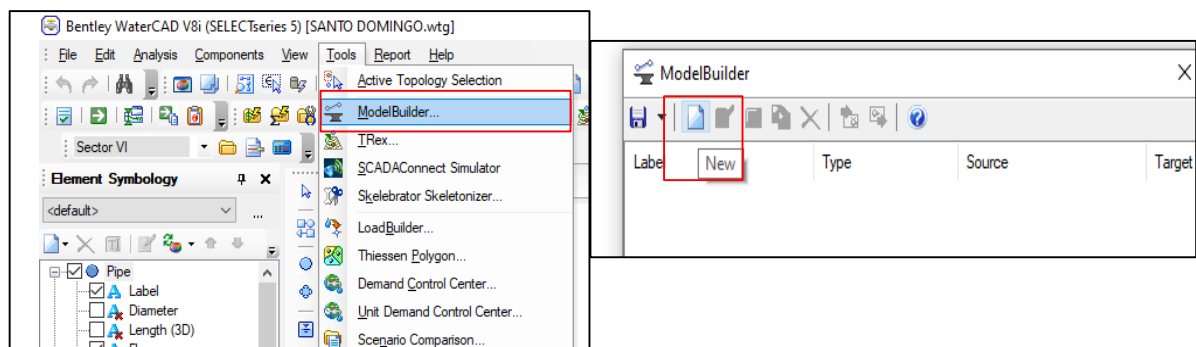 Bentley WaterCAD V8i (SELECTseries 5) [SANTO DOMINGO.wtg]
File Edit Analysis Components View Tools Report Help
Active Topology Selection
ModelBuilder...
TRex...
SCADAConnect Simulator
Skelebrator Skeletonizer...
LoadBuilder...
Thiessen Polygon...
Demand Control Center...
Unit Demand Control Center...
Scenario Comparison...
Sector VI
Element Symbology
<default>
...
Pipe
Label
Diameter
Length (3D)
ModelBuilder
Labe Type Source Target
New